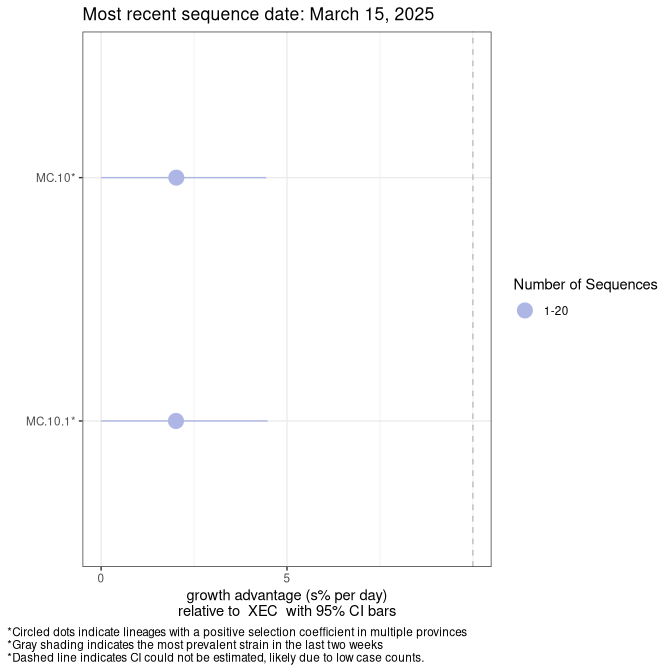 Most recent sequence date: March 15, 2025
MC.10*
MC.10.1*
0
5
growth advantage (s% per day)
relative to  XEC  with 95% CI bars
Number of Sequences
1-20
*Circled dots indicate lineages with a positive selection coefficient in multiple provinces
*Gray shading indicates the most prevalent strain in the last two weeks
*Dashed line indicates CI could not be estimated, likely due to low case counts.